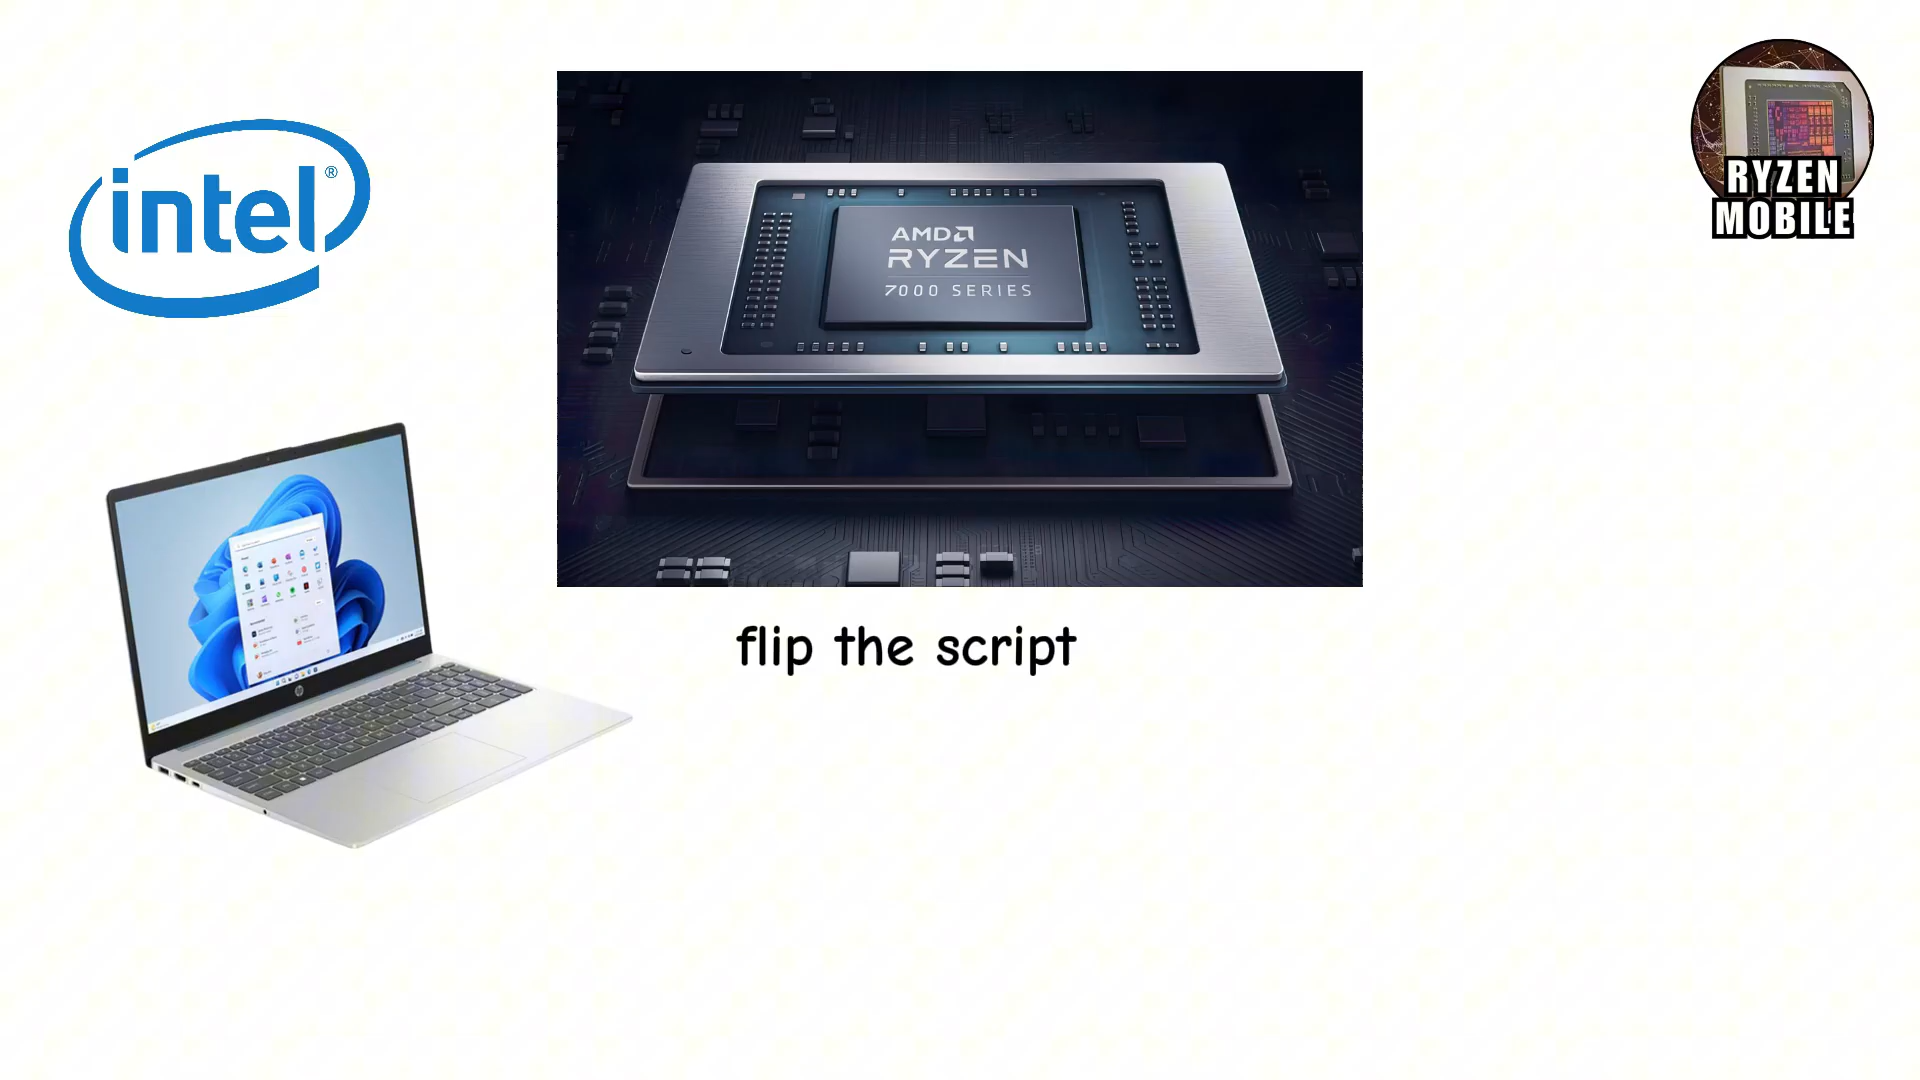 intel®
AMD
RYZEN
7000 SERIES
RYZEN
MOBILE
flip the script